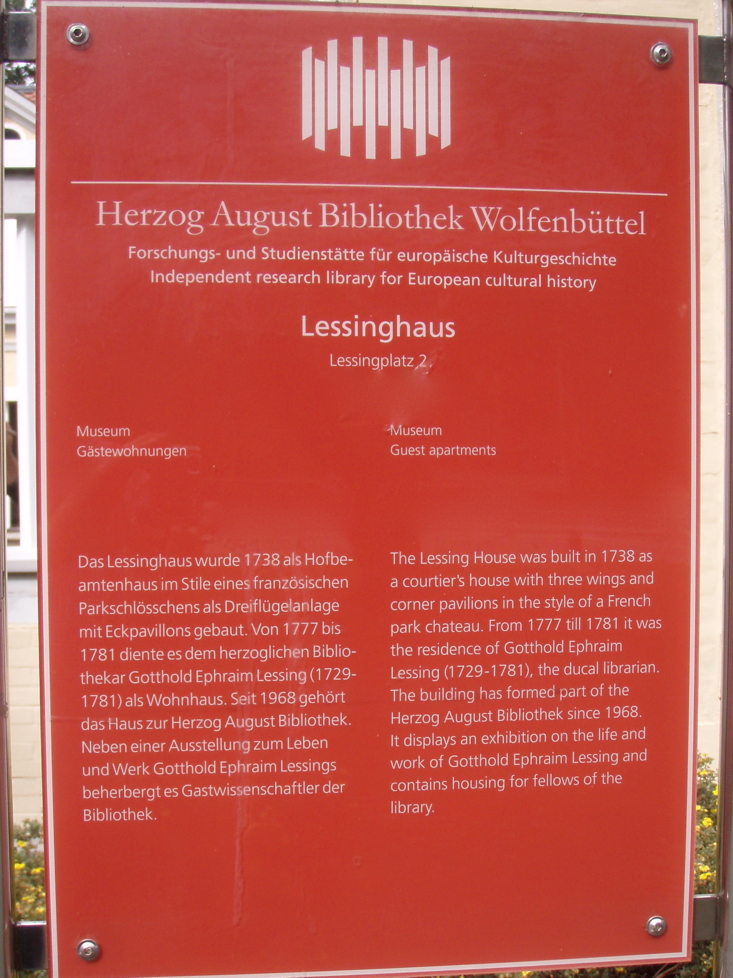 Herzog August Bibliothek Wolfenbüttel
Forschungs- und Studienstätte für europäische Kulturgeschichte
Independent research library for European cultural history
Lessinghaus
Lessingplatz 2
Museum
Gästewohnungen
Das Lessinghaus wurde 1738 als Hofbe-
amtenhaus im Stile eines französischen
Parkschlösschens als Dreiflügelanlage
mit Eckpavillons gebaut. Von 1777 bis
1781 diente es dem herzoglichen Biblio-
thekar Gotthold Ephraim Lessing (1729-
1781) als Wohnhaus. Seit 1968 gehört
das Haus zur Herzog August Bibliothek.
Neben einer Ausstellung zum Leben
und Werk Gotthold Ephraim Lessings
beherbergt es Gastwissenschaftler der
Bibliothek.
Museum
Guest apartments
The Lessing House was built in 1738 as
a courtier's house with three wings and
corner pavilions in the style of a French
park chateau. From 1777 till 1781 it was
the residence of Gotthold Ephraim
Lessing (1729-1781), the ducal librarian.
The building has formed part of the
Herzog August Bibliothek since 1968.
It displays an exhibition on the life and
work of Gotthold Ephraim Lessing and
contains housing for fellows of the
library.